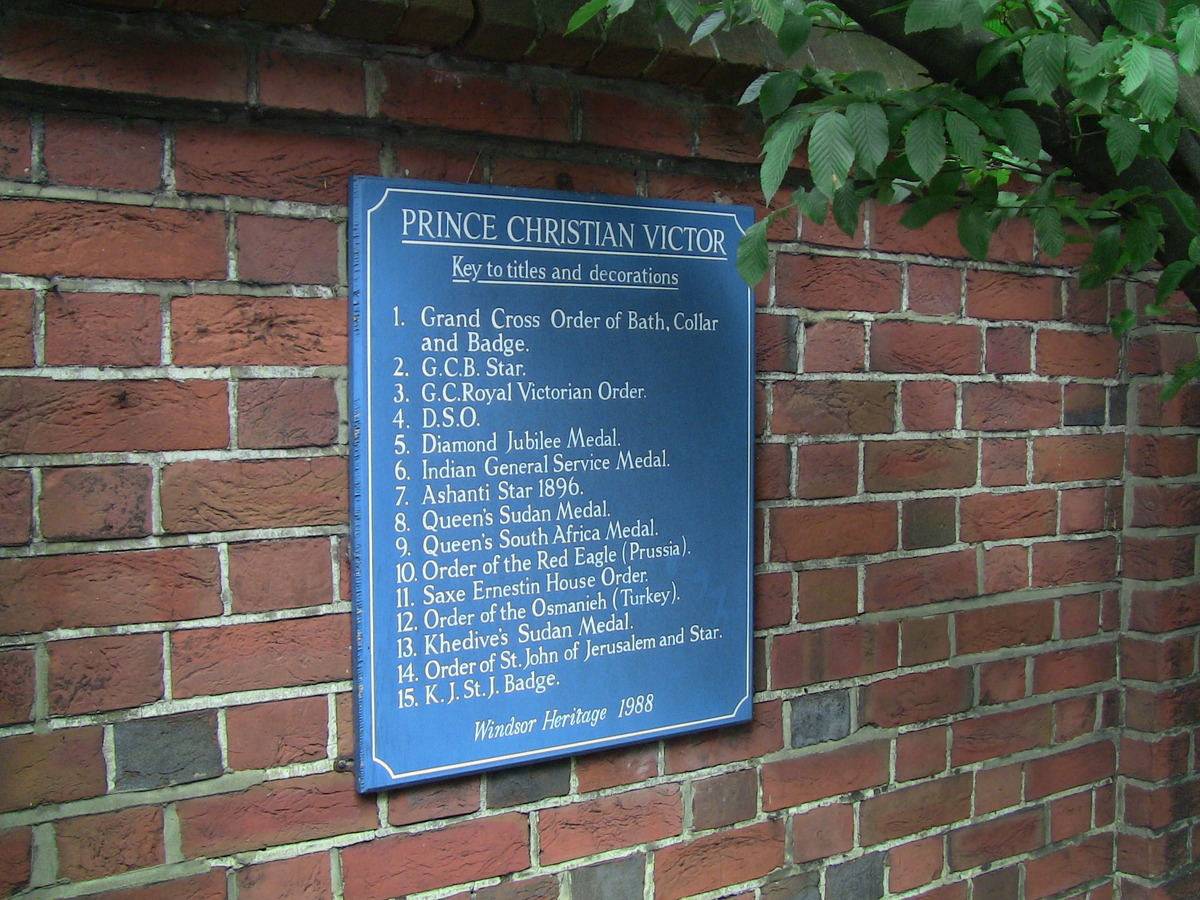 PRINCE CHRISTIAN VICTOR
Key to titles and decorations
1. Grand Cross Order of Bath, Collar
and Badge.
2. G.C.B. Star.
3. G.C.Royal Victorian Order.
4. D.S.O.
5. Diamond Jubilee Medal.
6. Indian General Service Medal.
7. Ashanti Star 1896.
8. Queen's Sudan Medal.
9. Queen's South Africa Medal.
10. Order of the Red Eagle (Prussia).
11. Saxe Ernestin House Order.
12. Order of the Osmanieh (Turkey).
13. Khedive's Sudan Medal.
14. Order of St. John of Jerusalem and Star.
15. K.J.St.J. Badge.
Windsor Heritage 1988